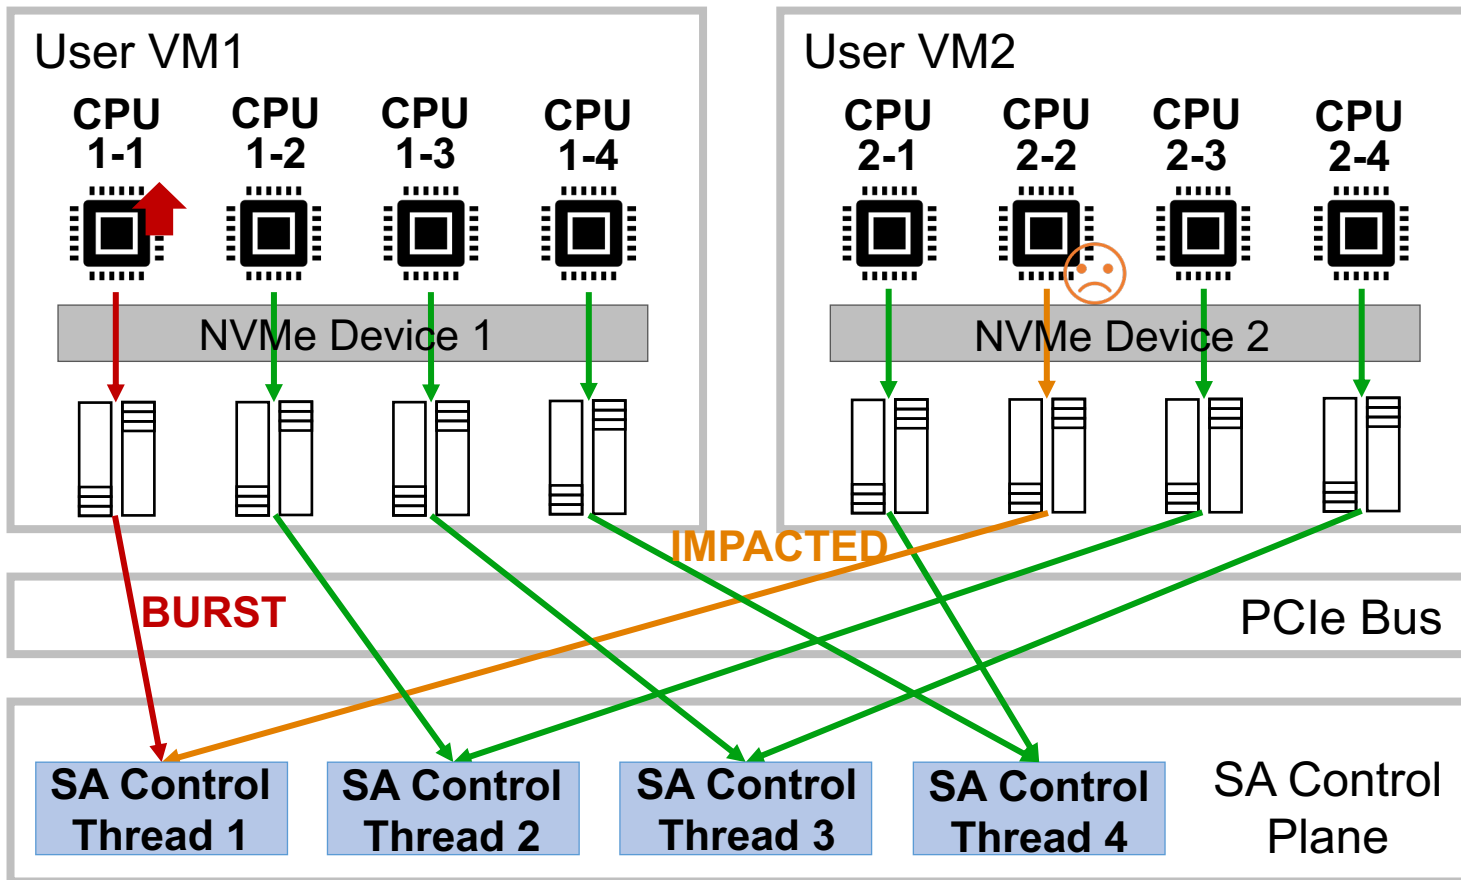 User VM1
User VM2
CPU
1-1
CPU
1-2
CPU
1-3
CPU
1-4
CPU
2-1
CPU
2-2
CPU
2-3
CPU
2-4
NVMe Device 1
NVMe Device 2
IMPACTED
BURST
PCIe Bus
SA Control
Thread 1
SA Control
Thread 2
SA Control
Thread 3
SA Control
Thread 4
SA Control
Plane